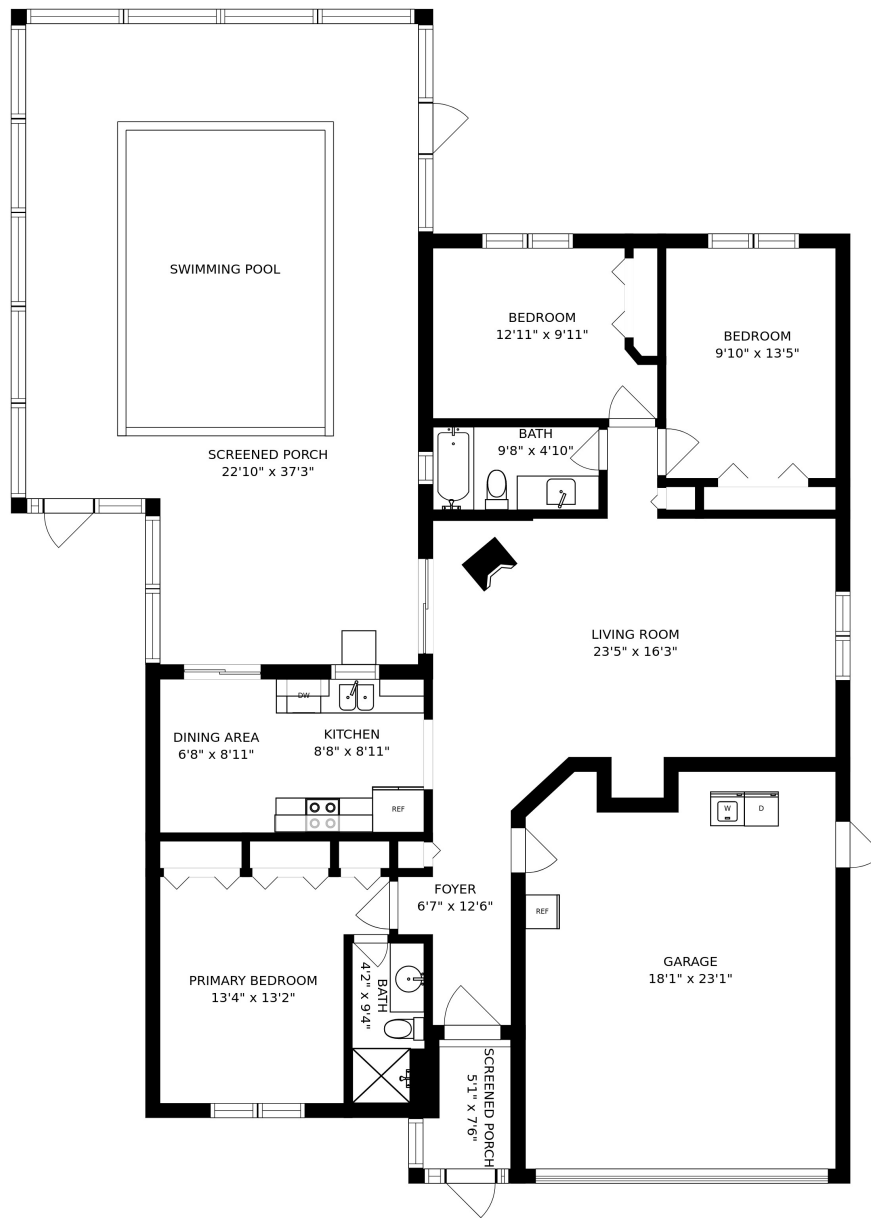 SWIMMING POOL
BEDROOM
12'11" x 9'11"
BEDROOM
9'10" x 13'5"
BATH
9'8" x 4'10"
SCREENED PORCH
22'10" x 37'3"
LIVING ROOM
23'5" x 16'3"
DW
DINING AREA
6'8" x 8'11"
KITCHEN
8'8" x 8'11"
REF
W
D
FOYER
6'7" x 12'6"
REF
GARAGE
18'1" x 23'1"
PRIMARY BEDROOM
13'4" x 13'2"
BATH
4'2" x 9'4"
SCREENED PORCH
5'1" x 7'6"